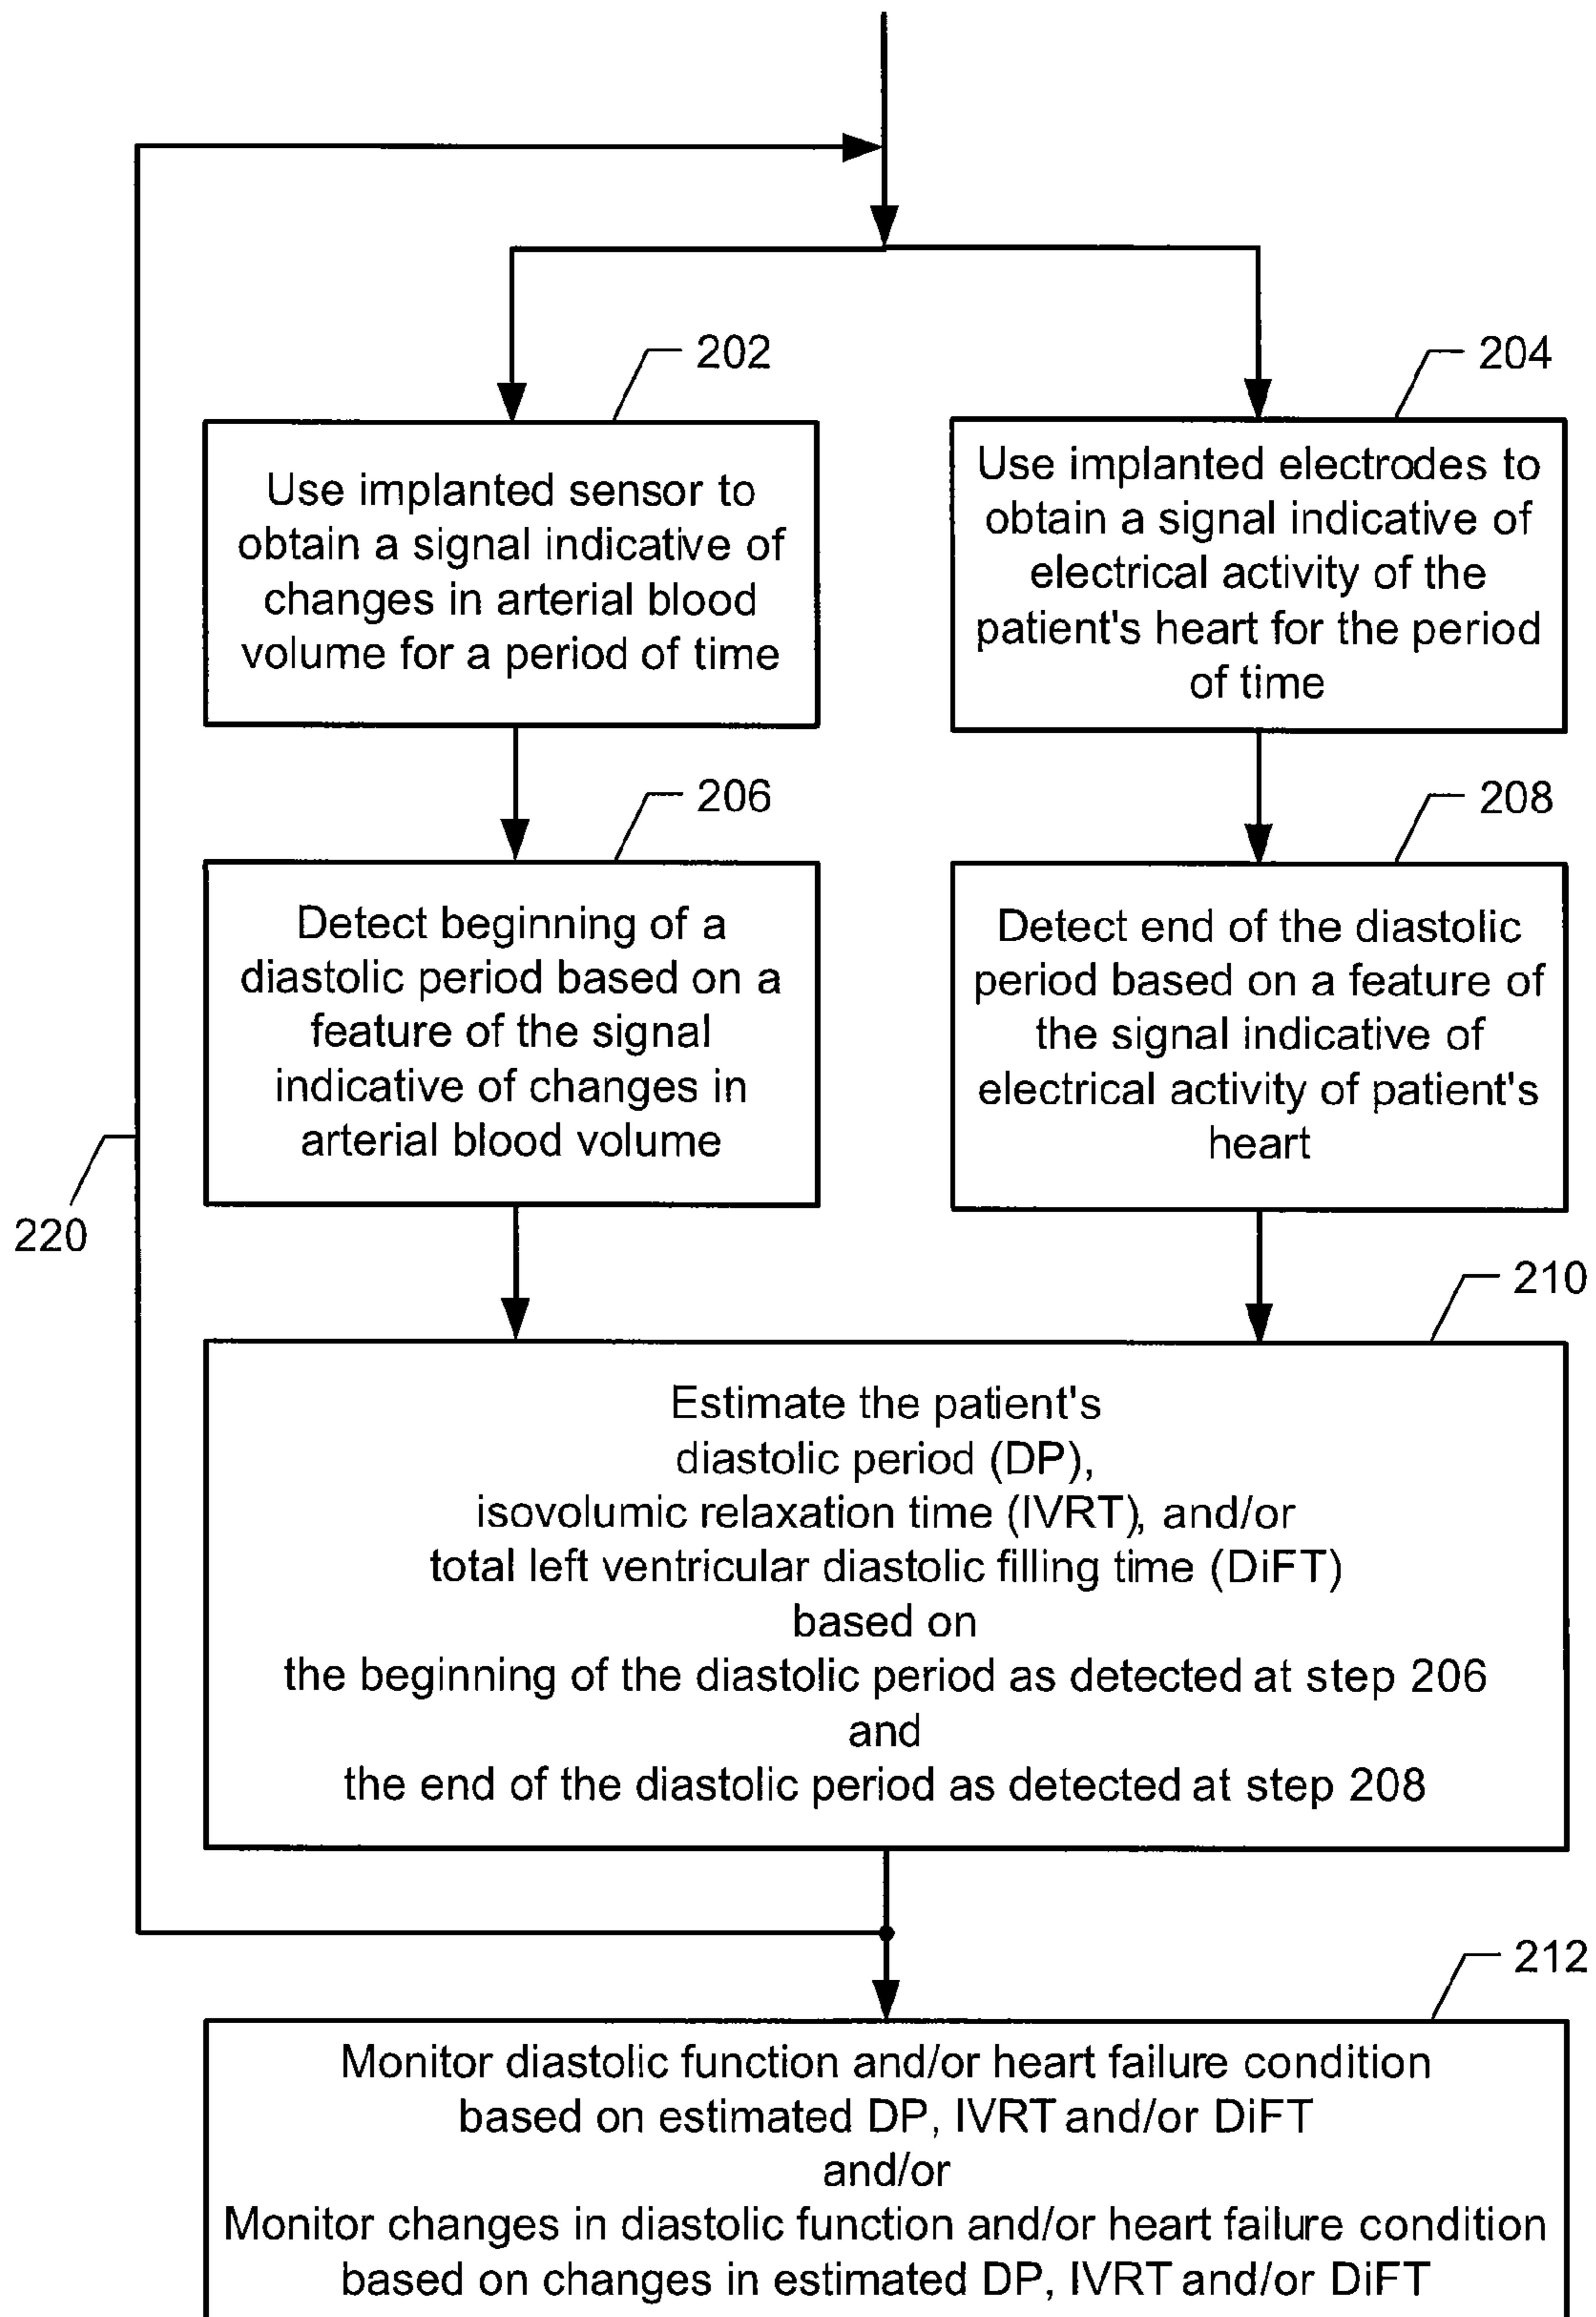 202
204
Use implanted sensor to
obtain a signal indicative of
changes in arterial blood
volume for a period of time
Use implanted electrodes to
obtain a signal indicative of
electrical activity of the
patient's heart for the period
of time
206
208
Detect beginning of a
diastolic period based on a
feature of the signal
indicative of changes in
arterial blood volume
Detect end of the diastolic
period based on a feature of
the signal indicative of
electrical activity of patient's
heart
220
210
Estimate the patient's
diastolic period (DP),
isovolumic relaxation time (IVRT), and/or
total left ventricular diastolic filling time (DiFT)
based on
the beginning of the diastolic period as detected at step 206
and
the end of the diastolic period as detected at step 208
212
Monitor diastolic function and/or heart failure condition
based on estimated DP, IVRT and/or DiFT
and/or
Monitor changes in diastolic function and/or heart failure condition
based on changes in estimated DP, IVRT and/or DiFT